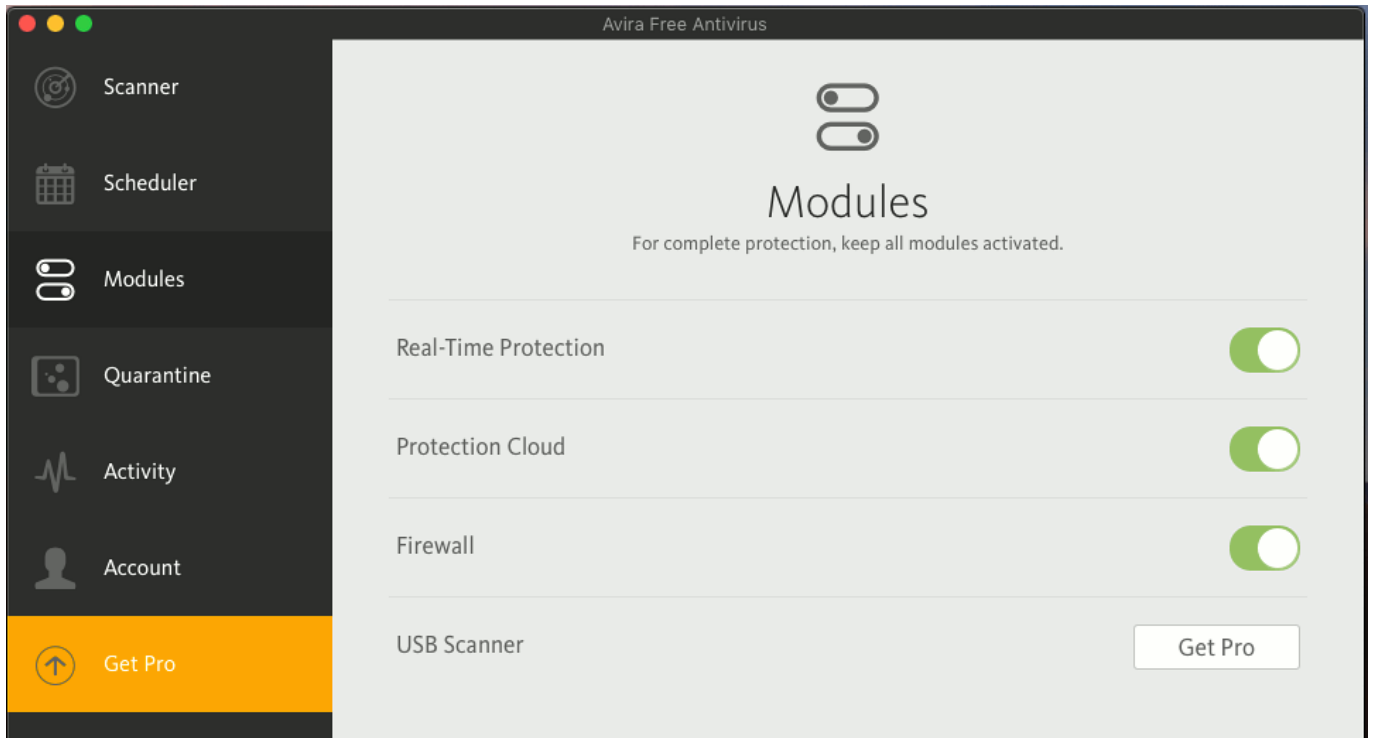 Avira Free Antivirus
Scanner
Scheduler
Modules
Quarantine
Activity
Account
Get Pro
Modules
For complete protection, keep all modules activated.
Real-Time Protection
Protection Cloud
Firewall
USB Scanner
Get Pro